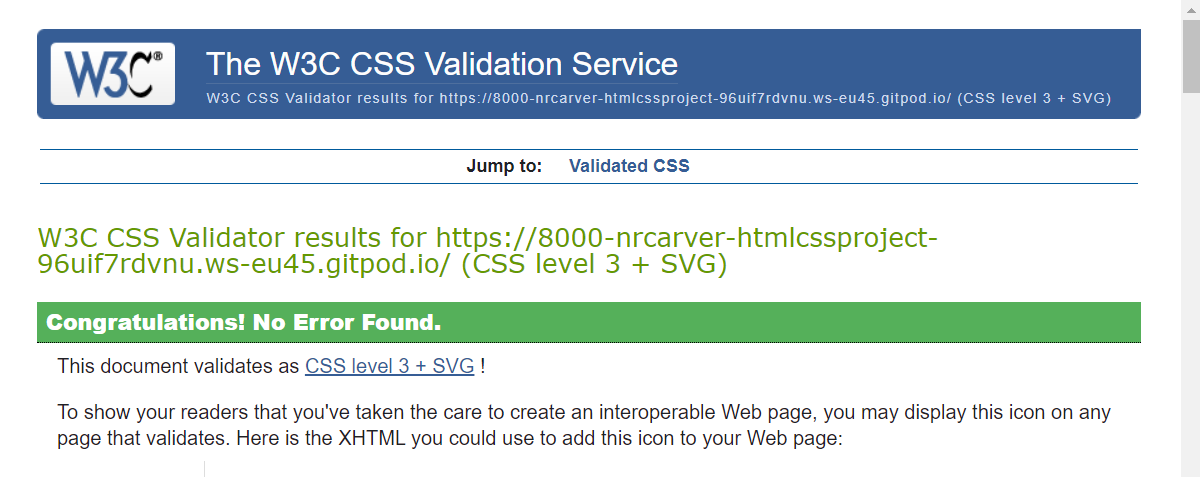 W3C®
The W3C CSS Validation Service
W3C CSS Validator results for https://8000-nrcarver-htmlcssproject-96uif7rdvnu.ws-eu45.gitpod.io/ (CSS level 3 + SVG)
Jump to: Validated CSS
W3C CSS Validator results for https://8000-nrcarver-htmlcssproject-
96uif7rdvnu.ws-eu45.gitpod.io/ (CSS level 3 + SVG)
Congratulations! No Error Found.
This document validates as CSS level 3 + SVG !
To show your readers that you've taken the care to create an interoperable Web page, you may display this icon on any
page that validates. Here is the XHTML you could use to add this icon to your Web page: